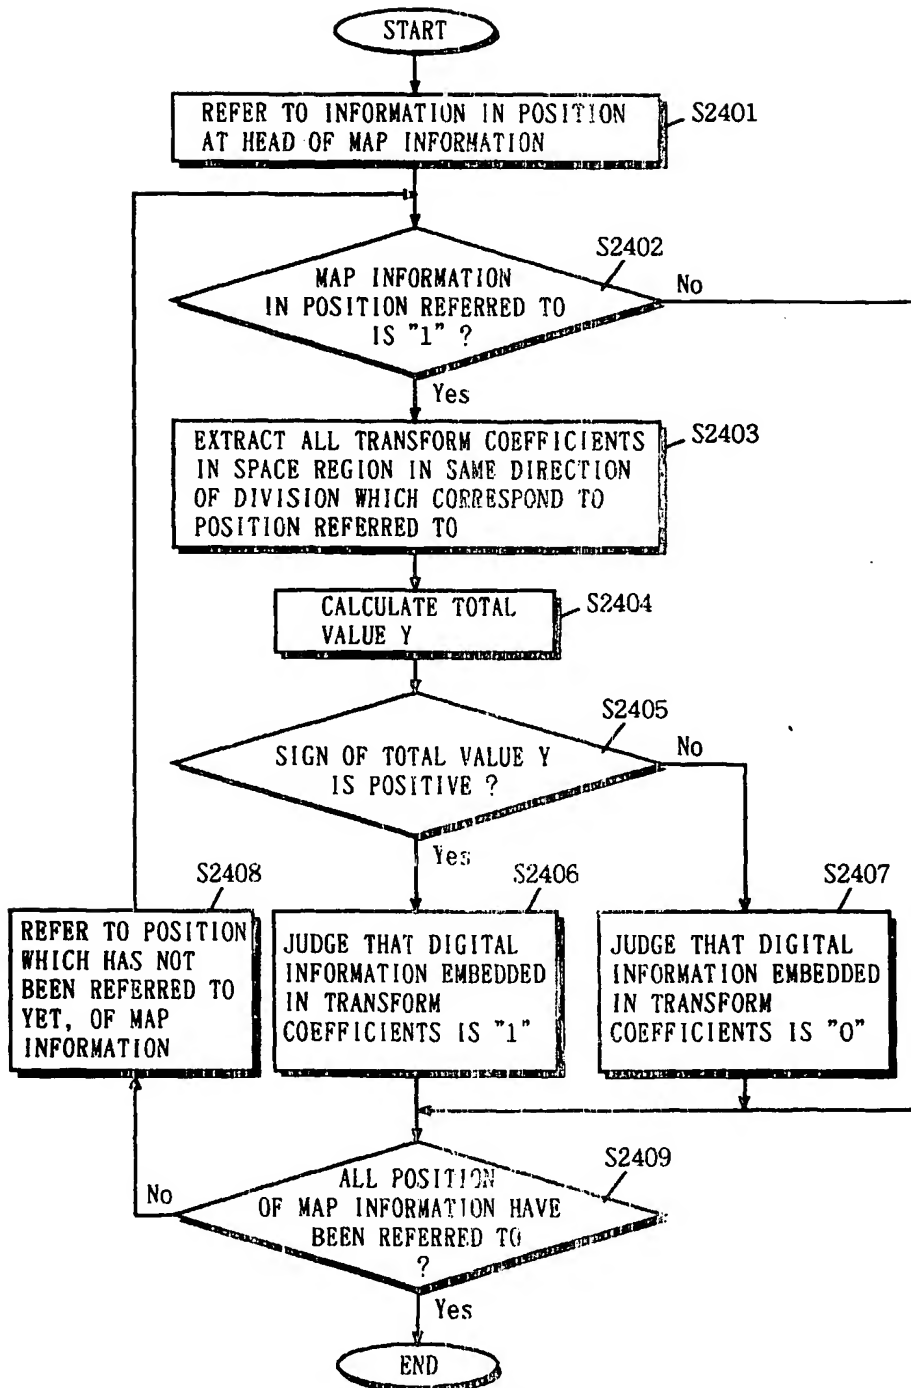 START
REFER TO INFORMATION IN POSITION
AT HEAD OF MAP INFORMATION
S2401
S2402
MAP INFORMATION
IN POSITION REFERRED TO
IS "1" ?
No
Yes
EXTRACT ALL TRANSFORM COEFFICIENTS
IN SPACE REGION IN SAME DIRECTION
OF DIVISION WHICH CORRESPOND TO
POSITION REFERRED TO
S2403
CALCULATE TOTAL
VALUE Y
S2404
S2405
SIGN OF TOTAL VALUE Y
IS POSITIVE ?
No
Yes
S2408
REFER TO POSITION
WHICH HAS NOT
BEEN REFERRED TO
YET, OF MAP
INFORMATION
S2406
JUDGE THAT DIGITAL
INFORMATION EMBEDDED
IN TRANSFORM
COEFFICIENTS IS "1"
S2407
JUDGE THAT DIGITAL
INFORMATION EMBEDDED
IN TRANSFORM
COEFFICIENTS IS "0"
S2409
ALL POSITION
OF MAP INFORMATION HAVE
BEEN REFERRED TO
?
No
Yes
END